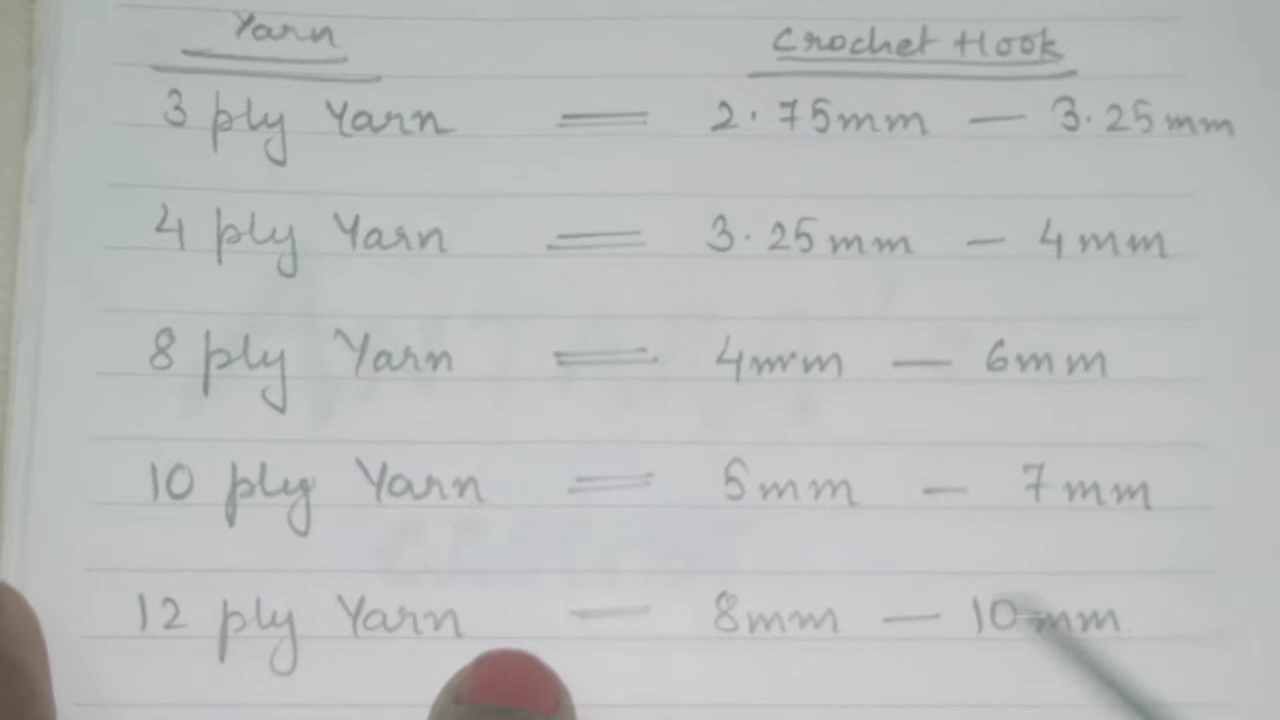 Yarn Crochet Hook
3 ply Yarn = 2.75mm — 3.25mm
4 ply Yarn = 3.25mm — 4mm
8 ply Yarn = 4mm — 6mm
10 ply Yarn = 5mm — 7mm
12 ply Yarn — 8mm — 10mm